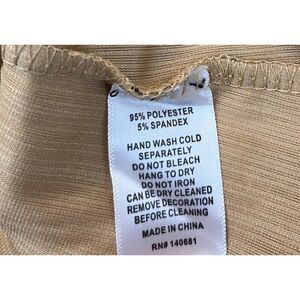 95% POLYESTER
5% SPANDEX
HAND WASH COLD
SEPARATELY
DO NOT BLEACH
HANG TO DRY
DO NOT IRON
CAN BE DRY CLEANED
REMOVE DECORATION
BEFORE CLEANING
MADE IN CHINA
RN# 140681